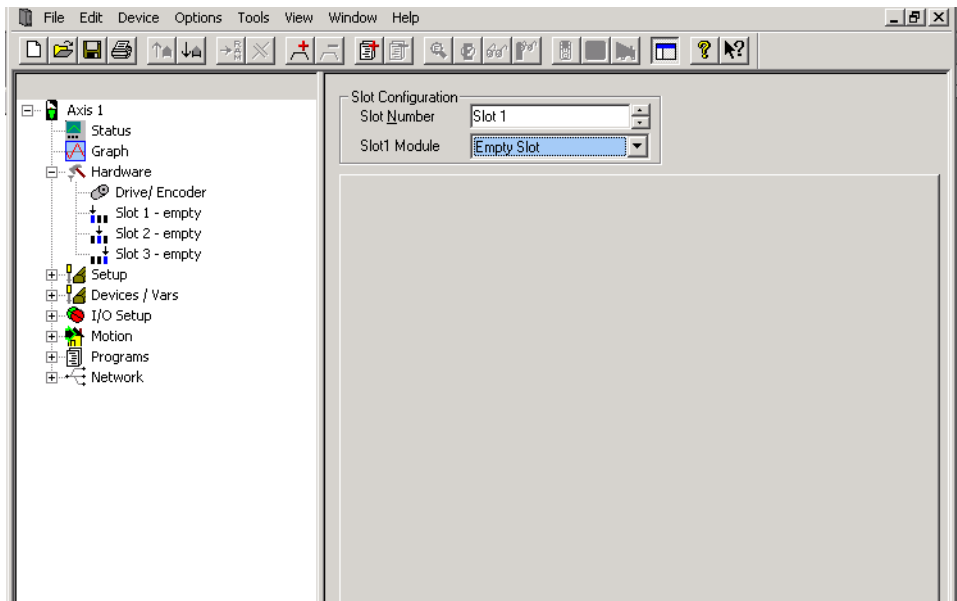 File Edit Device Options Tools View Window Help
Axis 1
Status
Graph
Hardware
Drive/ Encoder
Slot 1 - empty
Slot 2 - empty
Slot 3 - empty
Setup
Devices / Vars
I/O Setup
Motion
Programs
Network
Slot Configuration
Slot Number Slot 1
Slot1 Module Empty Slot